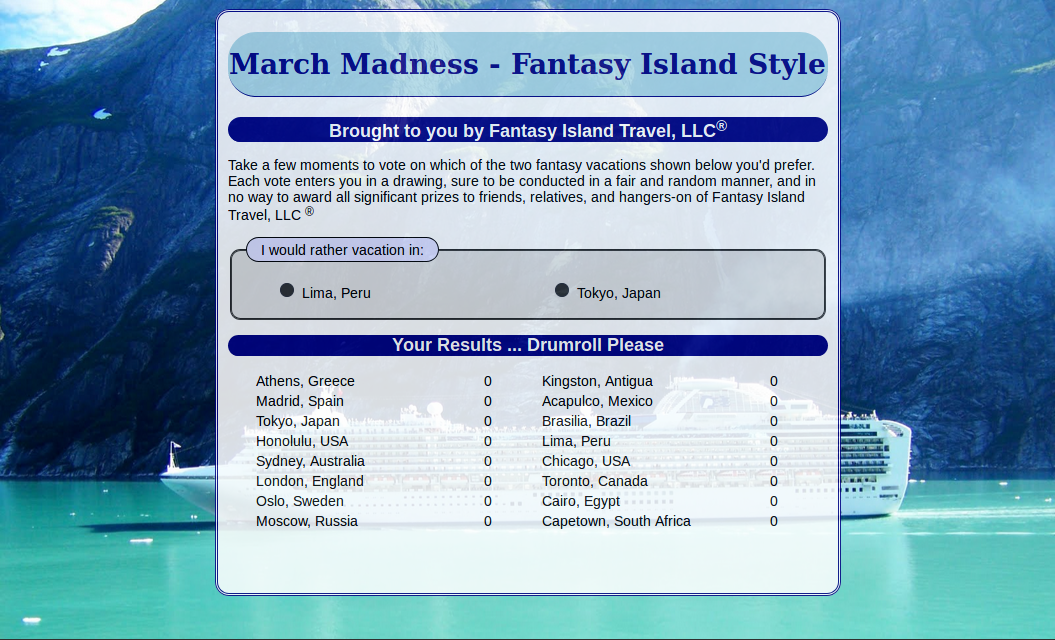 March Madness - Fantasy Island Style
Brought to you by Fantasy Island Travel, LLC®
Take a few moments to vote on which of the two fantasy vacations shown below you'd prefer.
Each vote enters you in a drawing, sure to be conducted in a fair and random manner, and in
no way to award all significant prizes to friends, relatives, and hangers-on of Fantasy Island
Travel, LLC ®
I would rather vacation in:
Lima, Peru Tokyo, Japan
Your Results ... Drumroll Please
Athens, Greece 0 Kingston, Antigua 0
Madrid, Spain 0 Acapulco, Mexico 0
Tokyo, Japan 0 Brasilia, Brazil 0
Honolulu, USA 0 Lima, Peru 0
Sydney, Australia 0 Chicago, USA 0
London, England 0 Toronto, Canada 0
Oslo, Sweden 0 Cairo, Egypt 0
Moscow, Russia 0 Capetown, South Africa 0